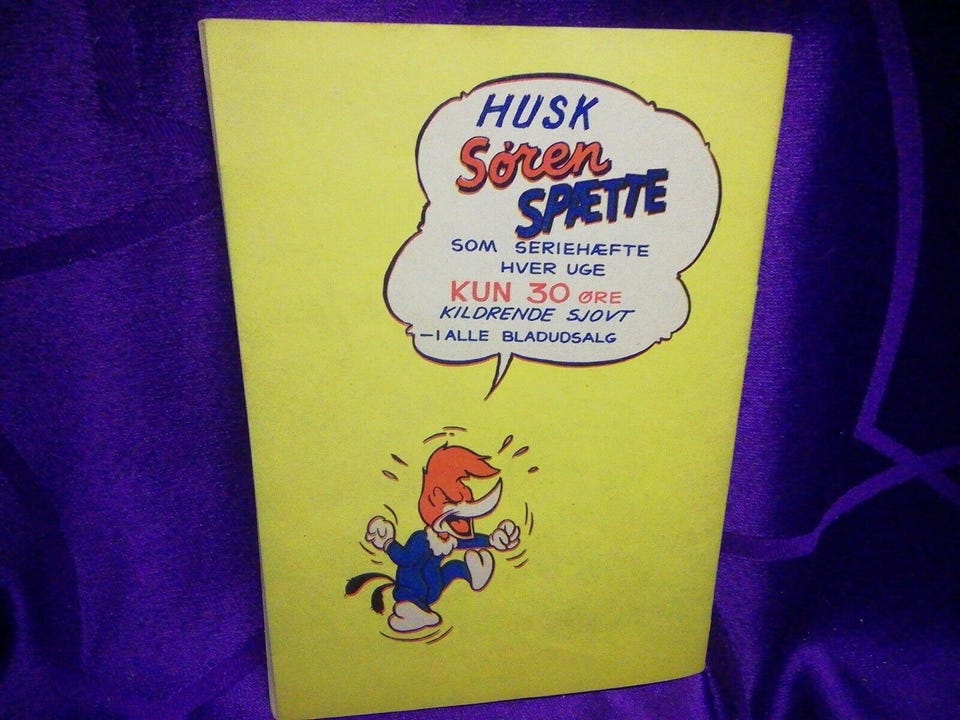 HUSK
Søren
SPÆTTE
SOM SERIEHÆFTE
HVER UGE
KUN 30 ØRE
KILDRENDE SJOVT
— I ALLE BLADUDSALG